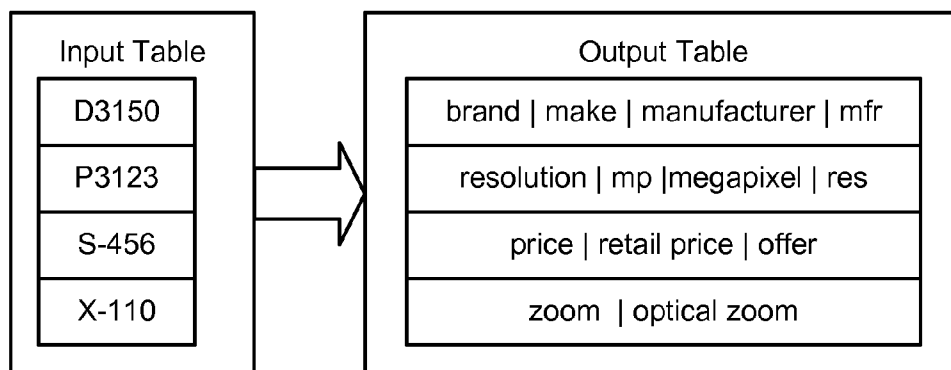 Input Table
D3150
P3123
S-456
X-110
Output Table
brand | make | manufacturer | mfr
resolution | mp |megapixel | res
price | retail price | offer
zoom | optical zoom